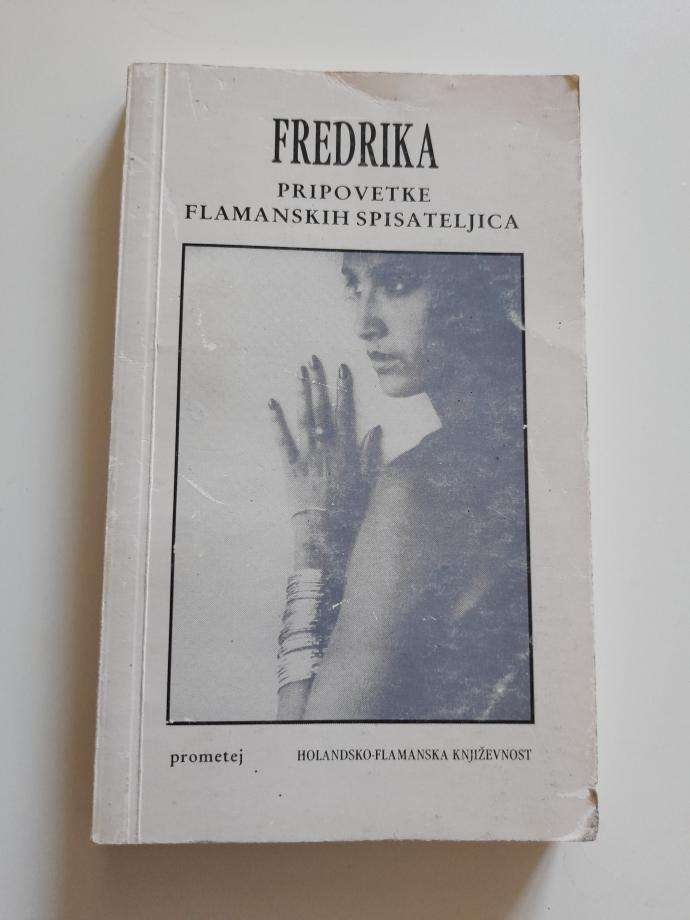 FREDRIKA
PRIPOVETKE
FLAMANSKIH SPISATELJICA
prometej
HOLANDSKO-FLAMANSKA KNJIŽEVNOST